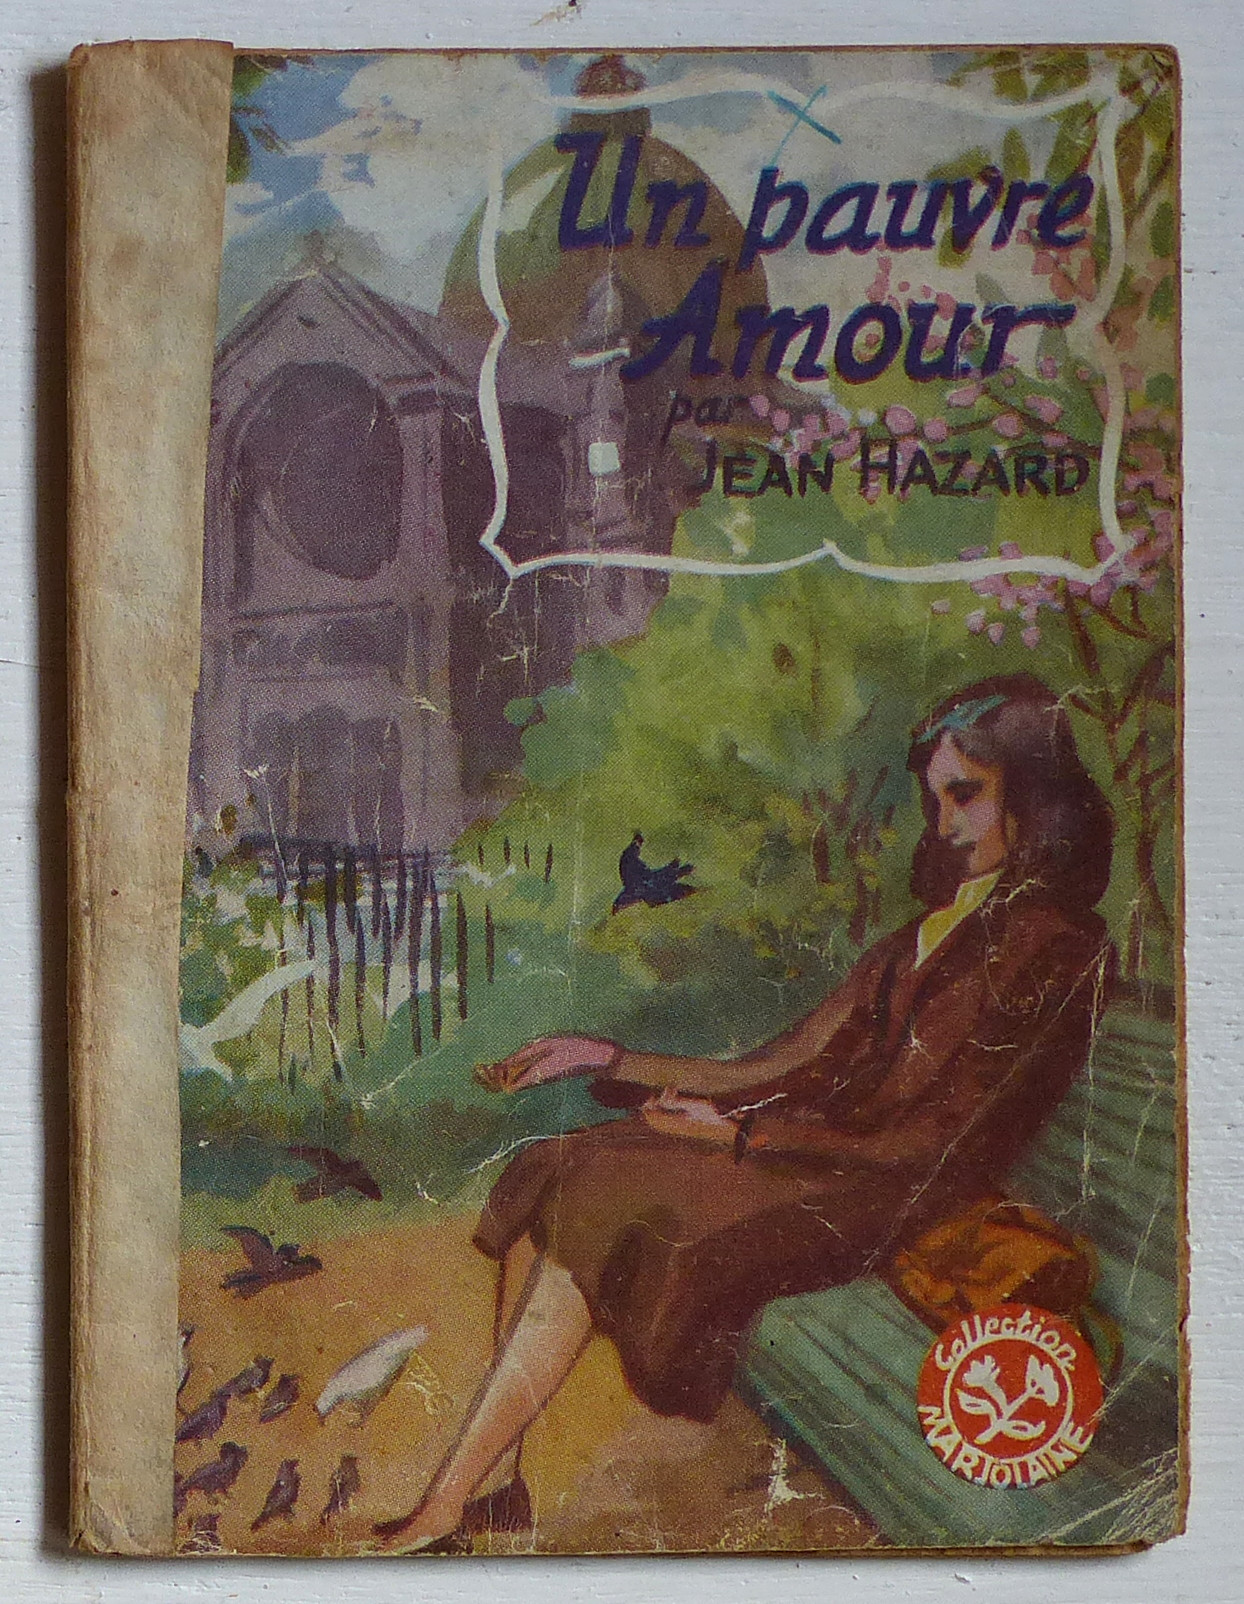 Un pauvre
Amour
par
JEAN HAZARD
Collection
MARJOLAINE